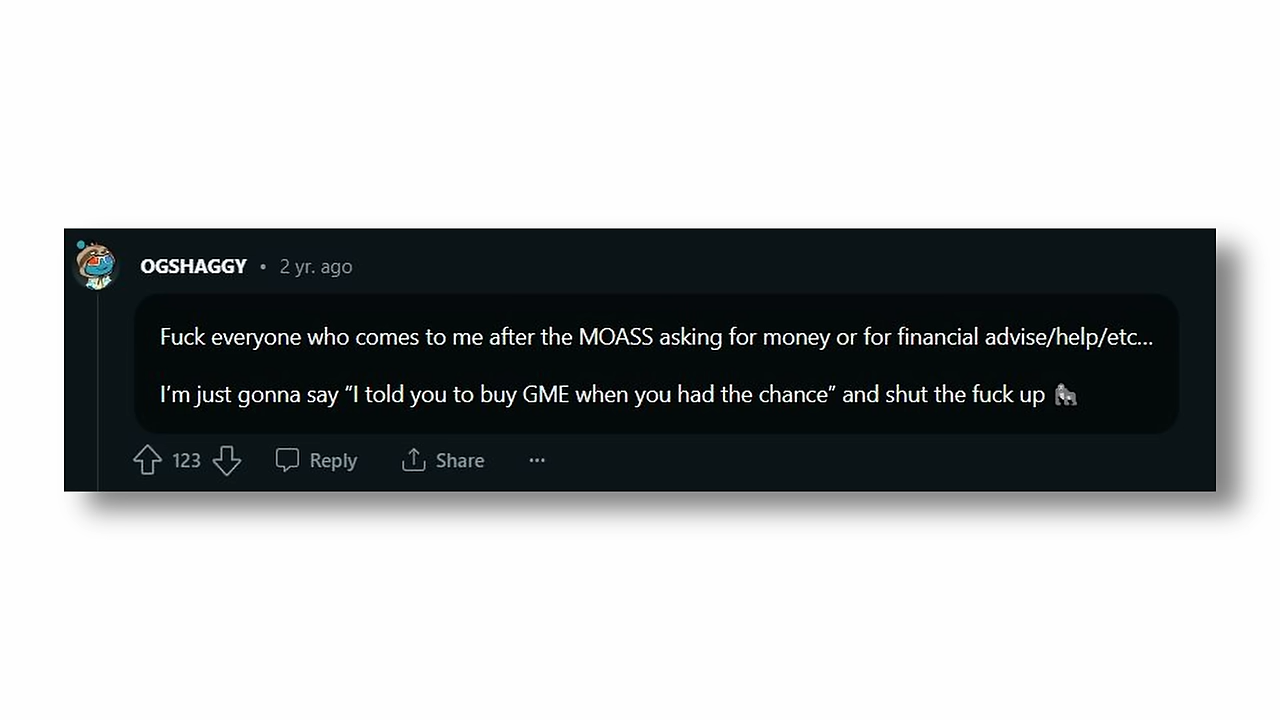 OGSHAGGY • 2 yr. ago
Fuck everyone who comes to me after the MOASS asking for money or for financial advise/help/etc...
I'm just gonna say “I told you to buy GME when you had the chance” and shut the fuck up 🦍
123 Reply Share ...